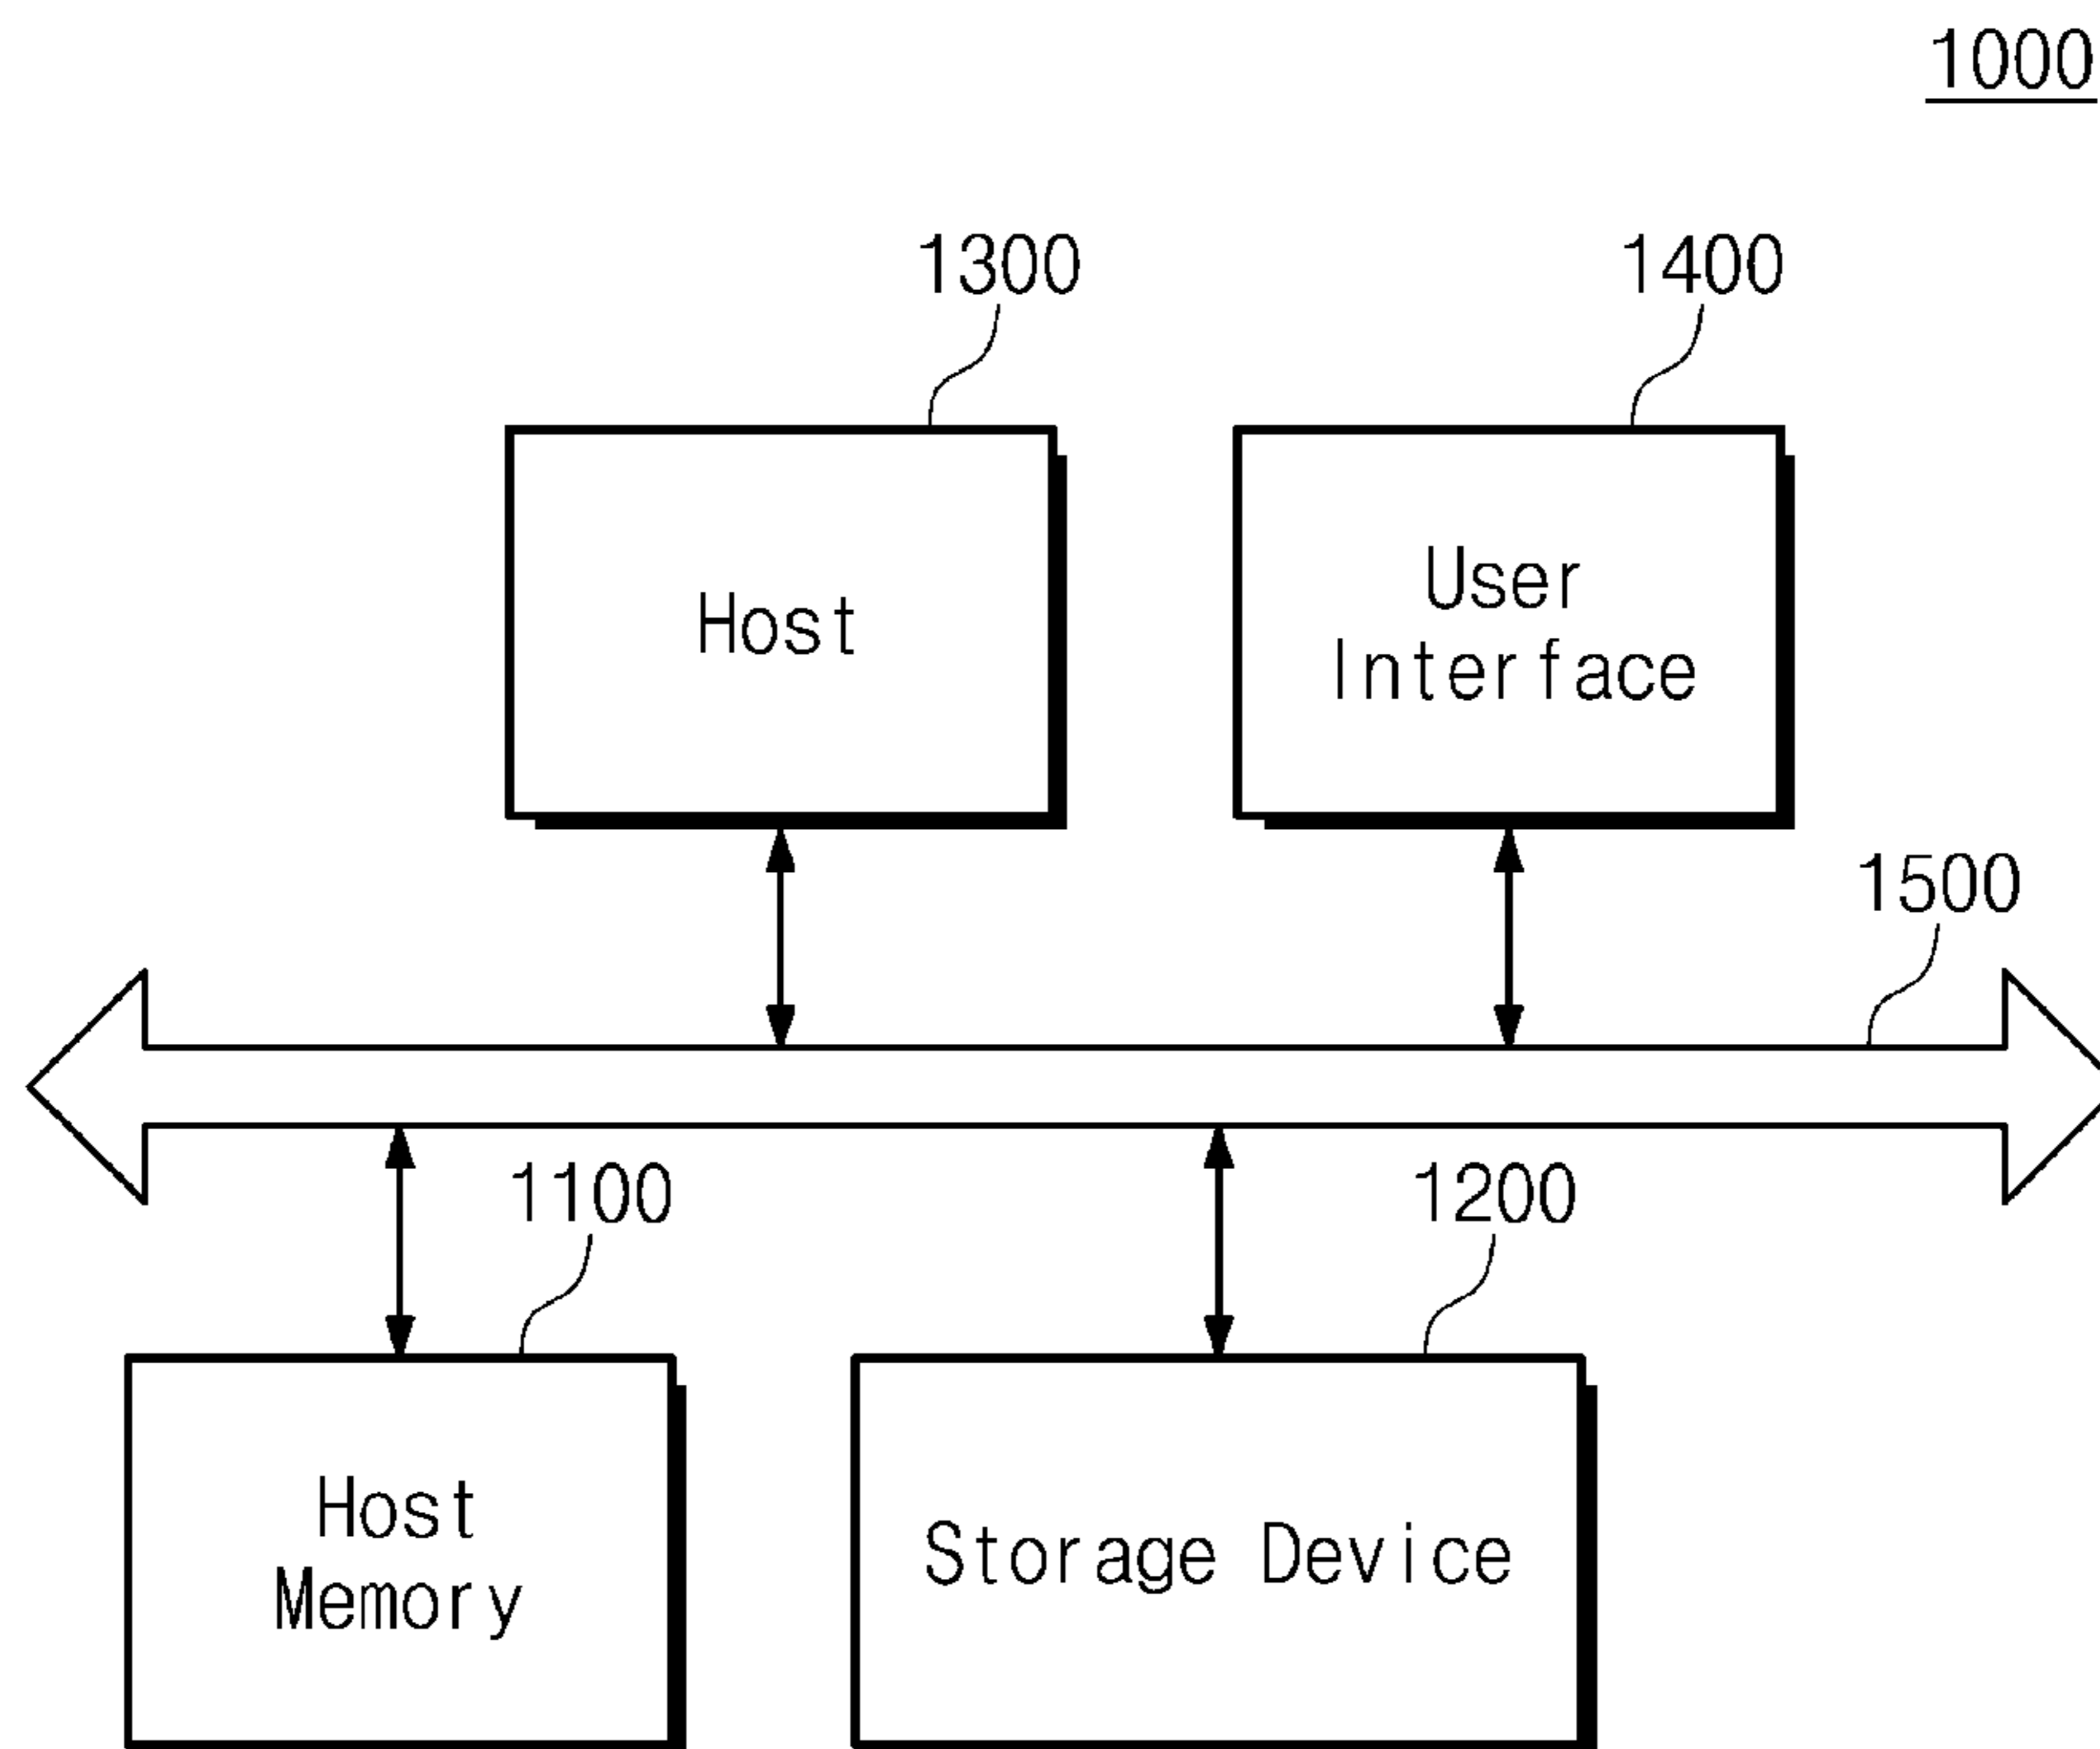 1000
1300
1400
Host
User
Interface
1500
1100
1200
Host
Memory
Storage Device